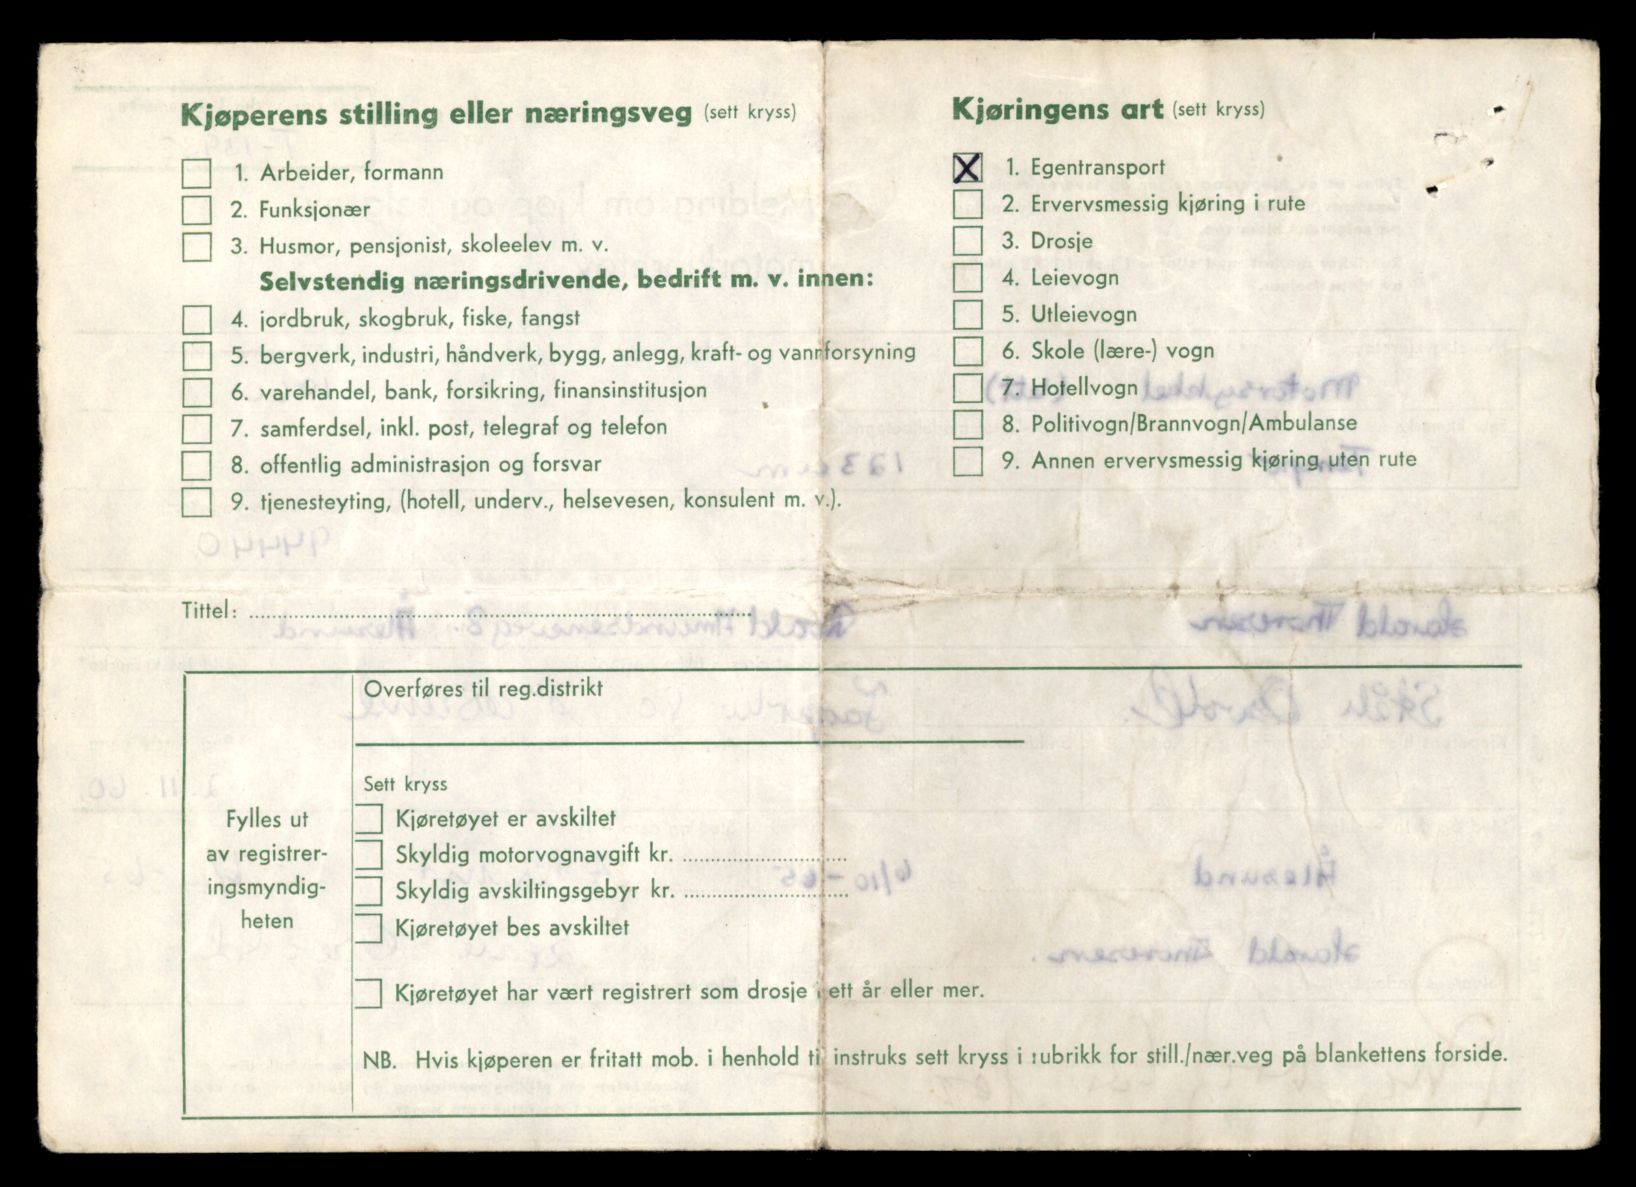 Kjøperens stilling eller næringsveg (sett kryss)
1. Arbeider, formann
2. Funksjonær
3. Husmor, pensjonist, skoleelev m. v.
Selvstendig næringsdrivende, bedrift m. v. innen:
4. jordbruk, skogbruk, fiske, fangst
5. bergverk, industri, håndverk, bygg, anlegg, kraft- og vannforsyning
6. varehandel, bank, forsikring, finansinstitusjon
7. samferdsel, inkl. post, telegraf og telefon
8. offentlig administrasjon og forsvar
9. tjenesteyting, (hotell, underv., helsevesen, konsulent m. v.).
Kjøringens art (sett kryss)
X 1. Egentransport
2. Ervervsmessig kjøring i rute
3. Drosje
4. Leievogn
5. Utleievogn
6. Skole (lære-) vogn
7. Hotellvogn
8. Politivogn/Brannvogn/Ambulanse
9. Annen ervervsmessig kjøring uten rute
Tittel:
Fylles ut
av registrer-
ingsmyndig-
heten
Overføres til reg.distrikt
Sett kryss
Kjøretøyet er avskiltet
Skyldig motorvognavgift kr.
Skyldig avskiltingsgebyr kr.
Kjøretøyet bes avskiltet
Kjøretøyet har vært registrert som drosje i ett år eller mer.
NB. Hvis kjøperen er fritatt mob. i henhold til instruks sett kryss i rubrikk for still./nær.veg på blankettens forside.